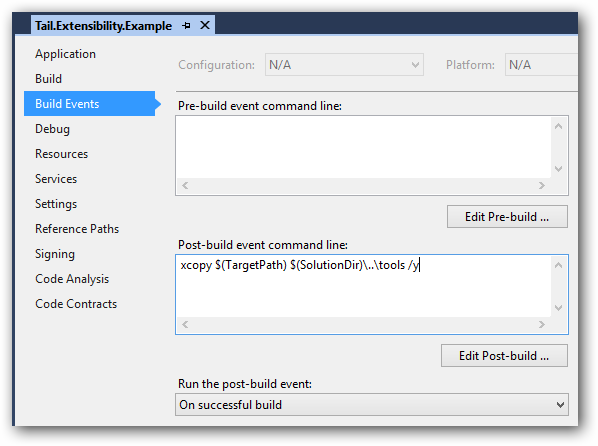 Tail.Extensibility.Example
Application
Build
Build Events
Debug
Resources
Services
Settings
Reference Paths
Signing
Code Analysis
Code Contracts
Configuration: N/A Platform: N/A
Pre-build event command line:
Edit Pre-build ...
Post-build event command line:
xcopy $(TargetPath) $(SolutionDir)\..\tools /y
Edit Post-build ...
Run the post-build event:
On successful build